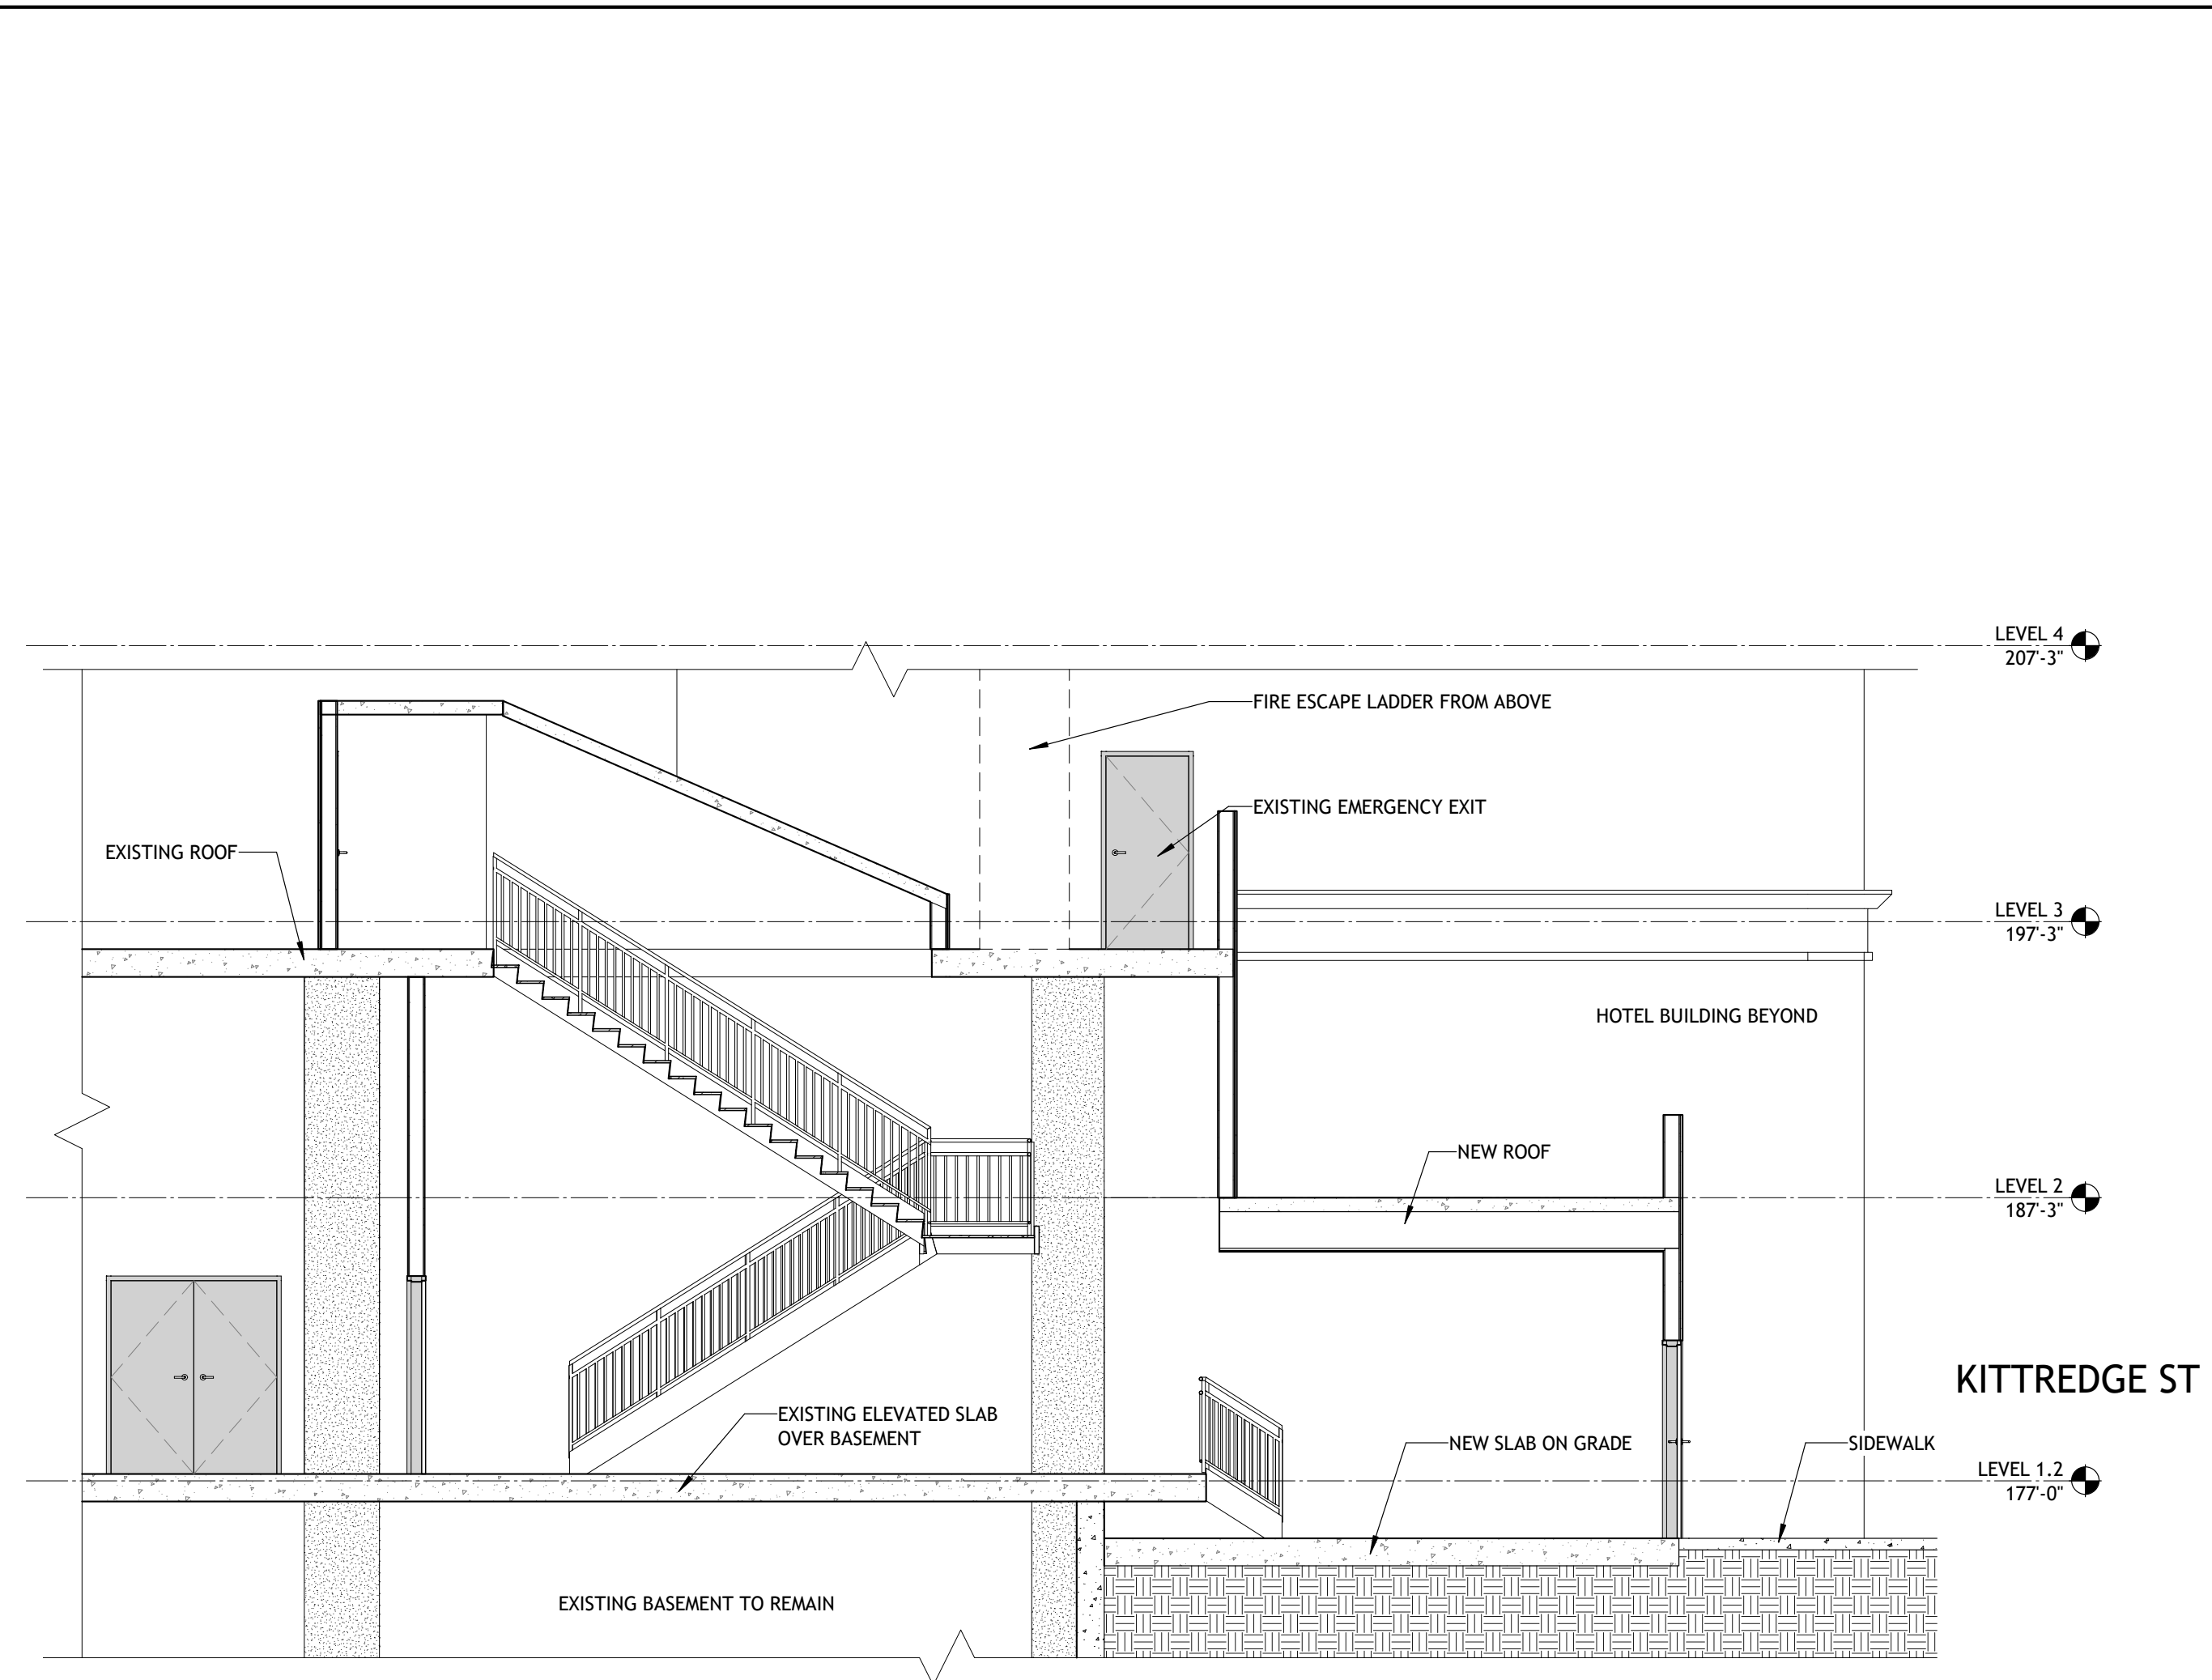 LEVEL 4
207'-3"
FIRE ESCAPE LADDER FROM ABOVE
EXISTING EMERGENCY EXIT
EXISTING ROOF
LEVEL 3
197'-3"
HOTEL BUILDING BEYOND
NEW ROOF
LEVEL 2
187'-3"
KITTREDGE ST
EXISTING ELEVATED SLAB
OVER BASEMENT
NEW SLAB ON GRADE
SIDEWALK
LEVEL 1.2
177'-0"
EXISTING BASEMENT TO REMAIN